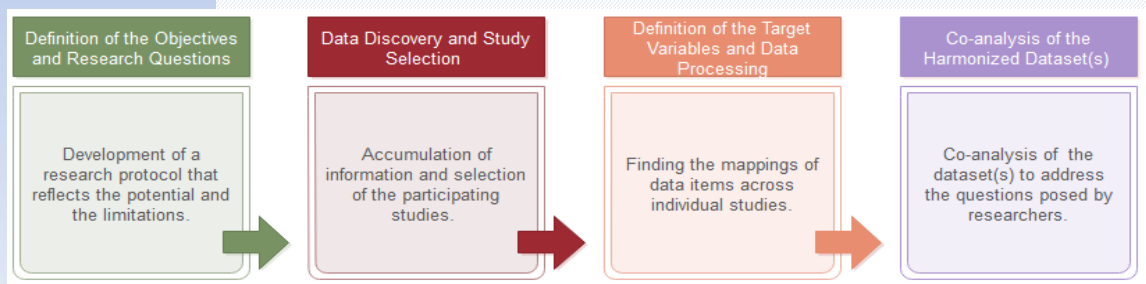 Definition of the Objectives
and Research Questions
Development of a
research protocol that
reflects the potential and
the limitations.
Data Discovery and Study
Selection
Accumulation of
information and selection
of the participating
studies.
Definition of the Target
Variables and Data
Processing
Finding the mappings of
data items across
individual studies.
Co-analysis of the
Harmonized Dataset(s)
Co-analysis of the
dataset(s) to address
the questions posed by
researchers.